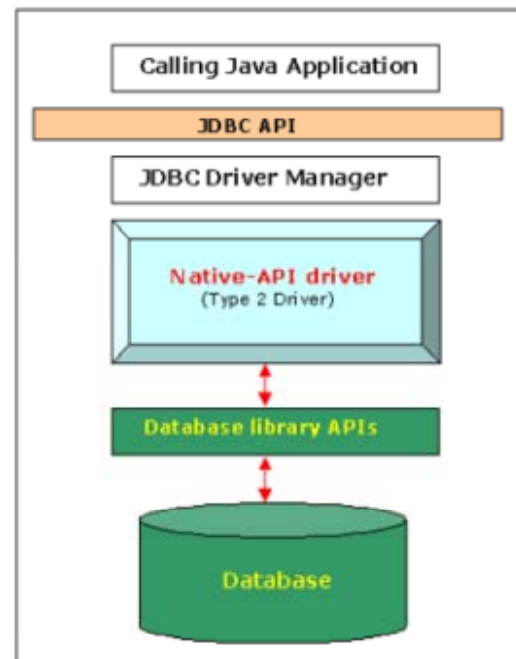 Calling Java Application
JDBC API
JDBC Driver Manager
Native-API driver
(Type 2 Driver)
Database library APIs
Database